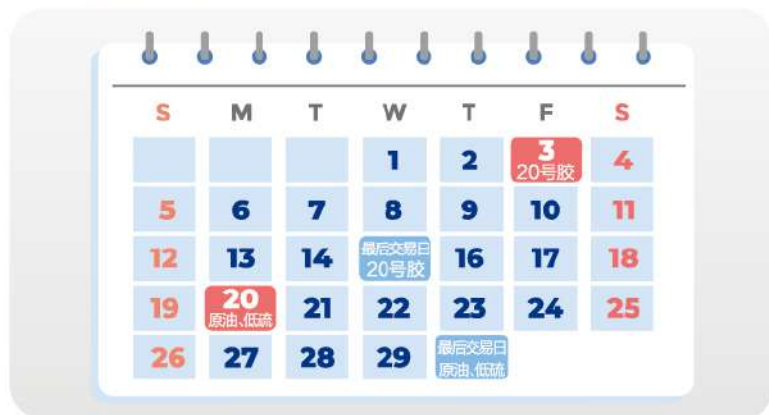 S M T W T F S
1 2 3 4
20号胶
5 6 7 8 9 10 11
12 13 14 最后交易日 16 17 18
20号胶
19 20 21 22 23 24 25
原油、低硫
26 27 28 29 最后交易日
原油、低硫